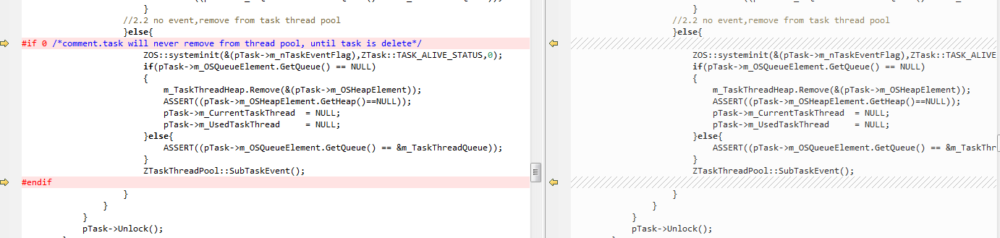 }
}
//2.2 no event,remove from task thread pool
//2.2 no event,remove from task thread pool
}else{
}else{
#if 0 /*comment.task will never remove from thread pool, until task is delete*/
ZOS::systeminit(&(pTask->m_nTaskEventFlag),ZTask::TASK_ALIVE_STATUS,0);
ZOS::systeminit(&(pTask->m_nTaskEventFlag),ZTask::TASK_ALIVE
if(pTask->m_OSQueueElement.GetQueue() == NULL)
if(pTask->m_OSQueueElement.GetQueue() == NULL)
{
{
m_TaskThreadHeap.Remove(&(pTask->m_OSHeapElement));
m_TaskThreadHeap.Remove(&(pTask->m_OSHeapElement));
ASSERT((pTask->m_OSHeapElement.GetHeap()==NULL));
ASSERT((pTask->m_OSHeapElement.GetHeap()==NULL));
pTask->m_CurrentTaskThread = NULL;
pTask->m_CurrentTaskThread = NULL;
pTask->m_UsedTaskThread = NULL;
pTask->m_UsedTaskThread = NULL;
}else{
}else{
ASSERT((pTask->m_OSQueueElement.GetQueue() == &m_TaskThreadQueue));
ASSERT((pTask->m_OSQueueElement.GetQueue() == &m_TaskThr
}
}
ZTaskThreadPool::SubTaskEvent();
ZTaskThreadPool::SubTaskEvent();
#endif
}
}
}
}
}
}
pTask->Unlock();
pTask->Unlock();